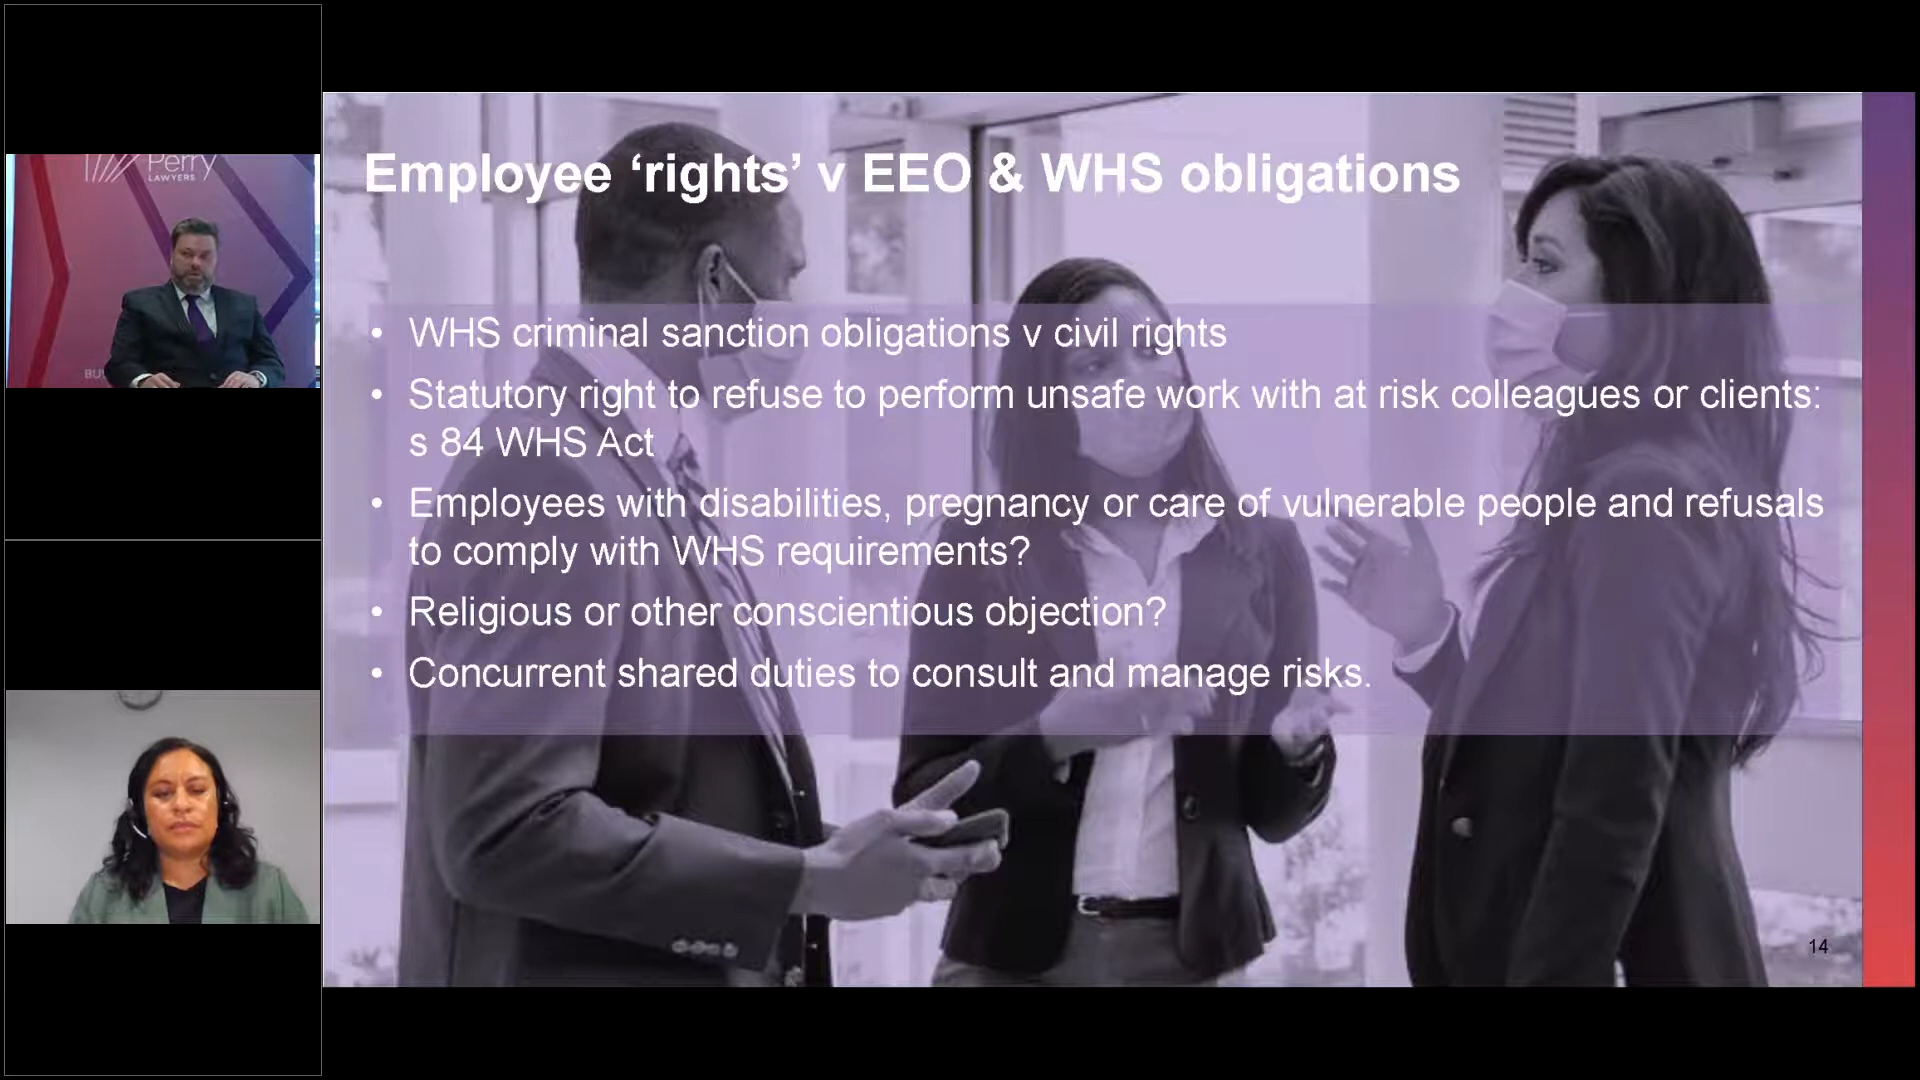 Perry
LAWYERS
BU
Employee ‘rights’ v EEO & WHS obligations
• WHS criminal sanction obligations v civil rights
• Statutory right to refuse to perform unsafe work with at risk colleagues or clients:
s 84 WHS Act
• Employees with disabilities, pregnancy or care of vulnerable people and refusals
to comply with WHS requirements?
• Religious or other conscientious objection?
• Concurrent shared duties to consult and manage risks.
14